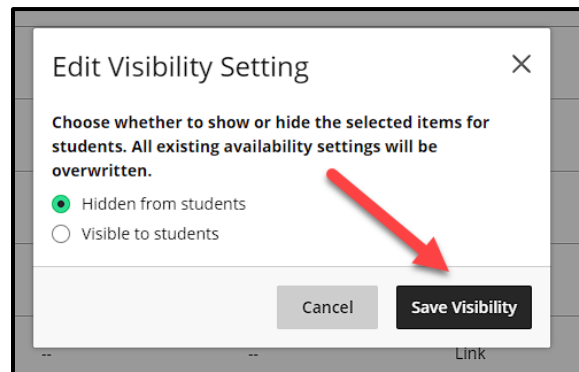 Edit Visibility Setting
Choose whether to show or hide the selected items for
students. All existing availability settings will be
overwritten.
Hidden from students
Visible to students
Cancel
Save Visibility
--
--
Link